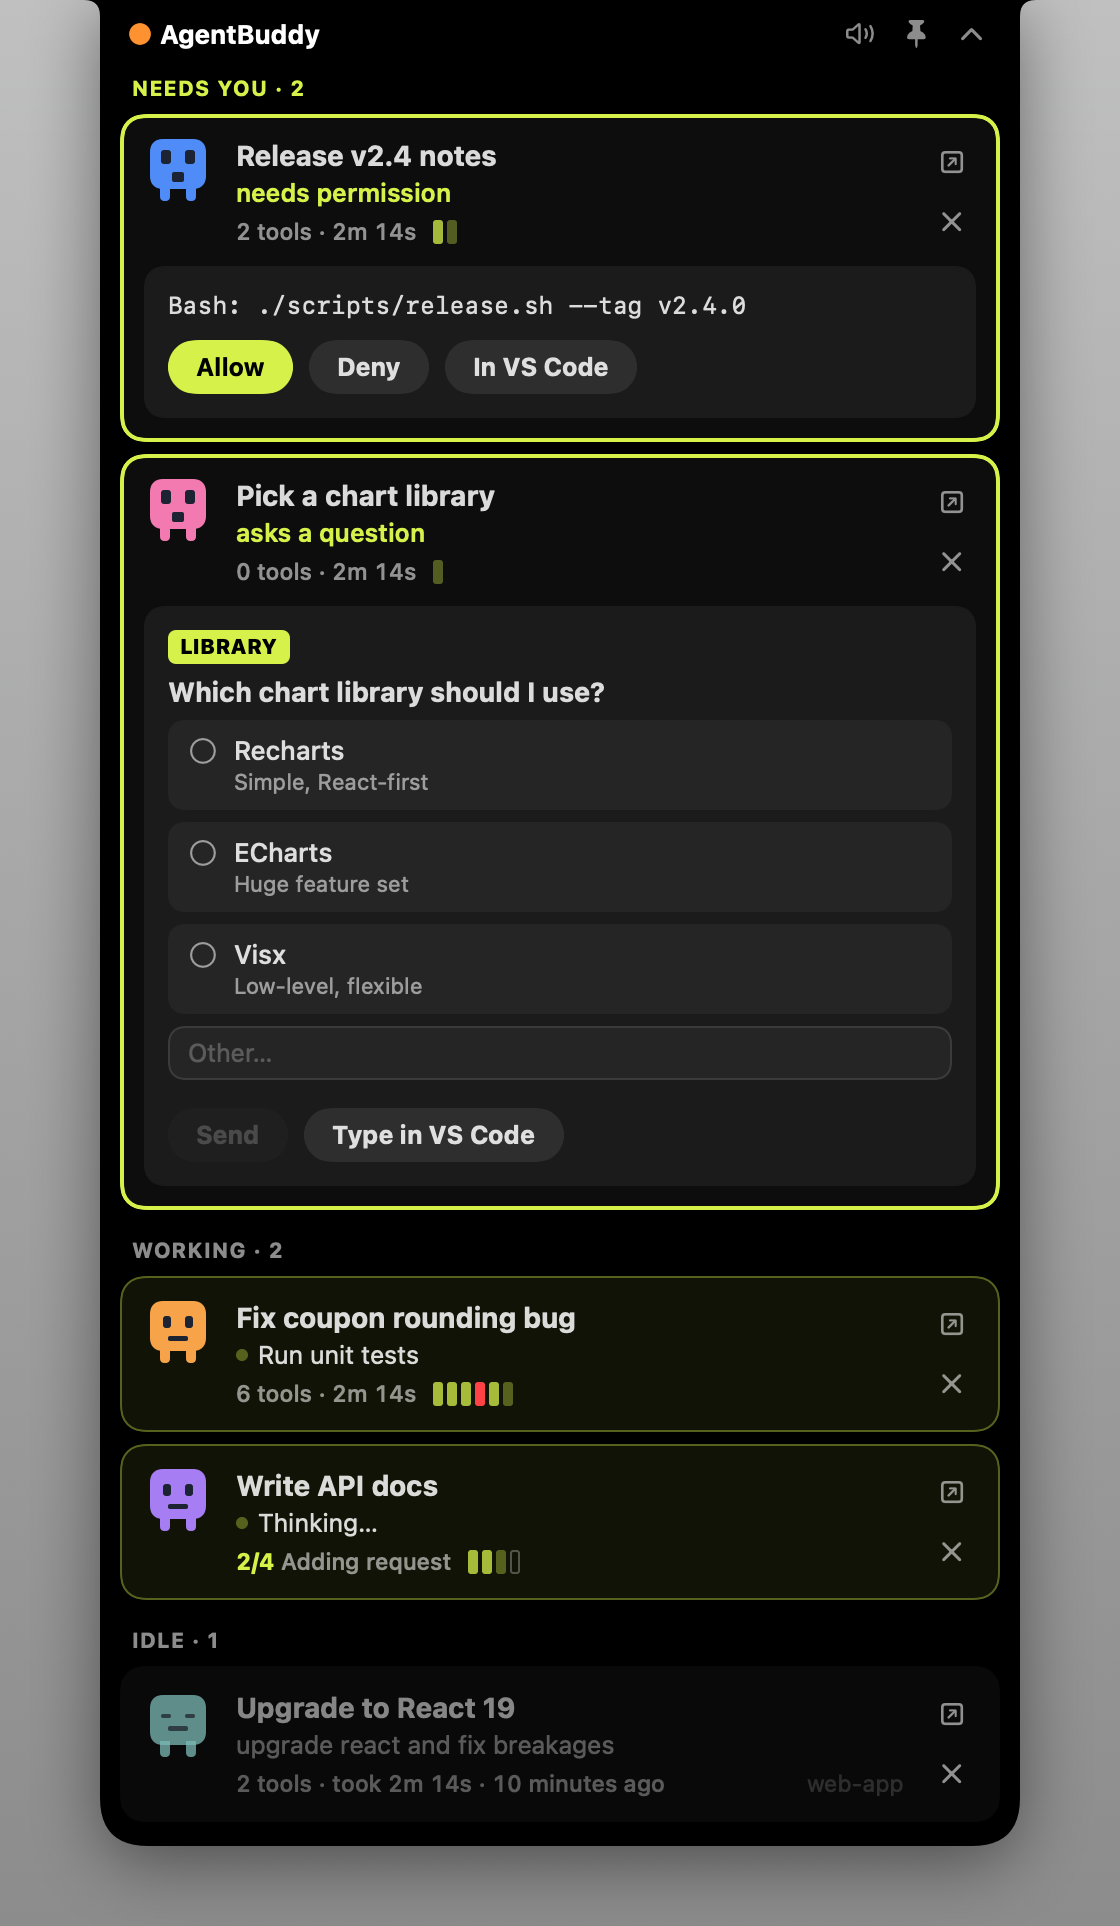 AgentBuddy
NEEDS YOU · 2
Release v2.4 notes
needs permission
2 tools · 2m 14s
Bash: ./scripts/release.sh --tag v2.4.0
Allow Deny In VS Code
Pick a chart library
asks a question
0 tools · 2m 14s
LIBRARY
Which chart library should I use?
Recharts
Simple, React-first
ECharts
Huge feature set
Visx
Low-level, flexible
Other...
Send Type in VS Code
WORKING · 2
Fix coupon rounding bug
Run unit tests
6 tools · 2m 14s
Write API docs
Thinking...
2/4 Adding request
IDLE · 1
Upgrade to React 19
upgrade react and fix breakages
2 tools · took 2m 14s · 10 minutes ago web-app